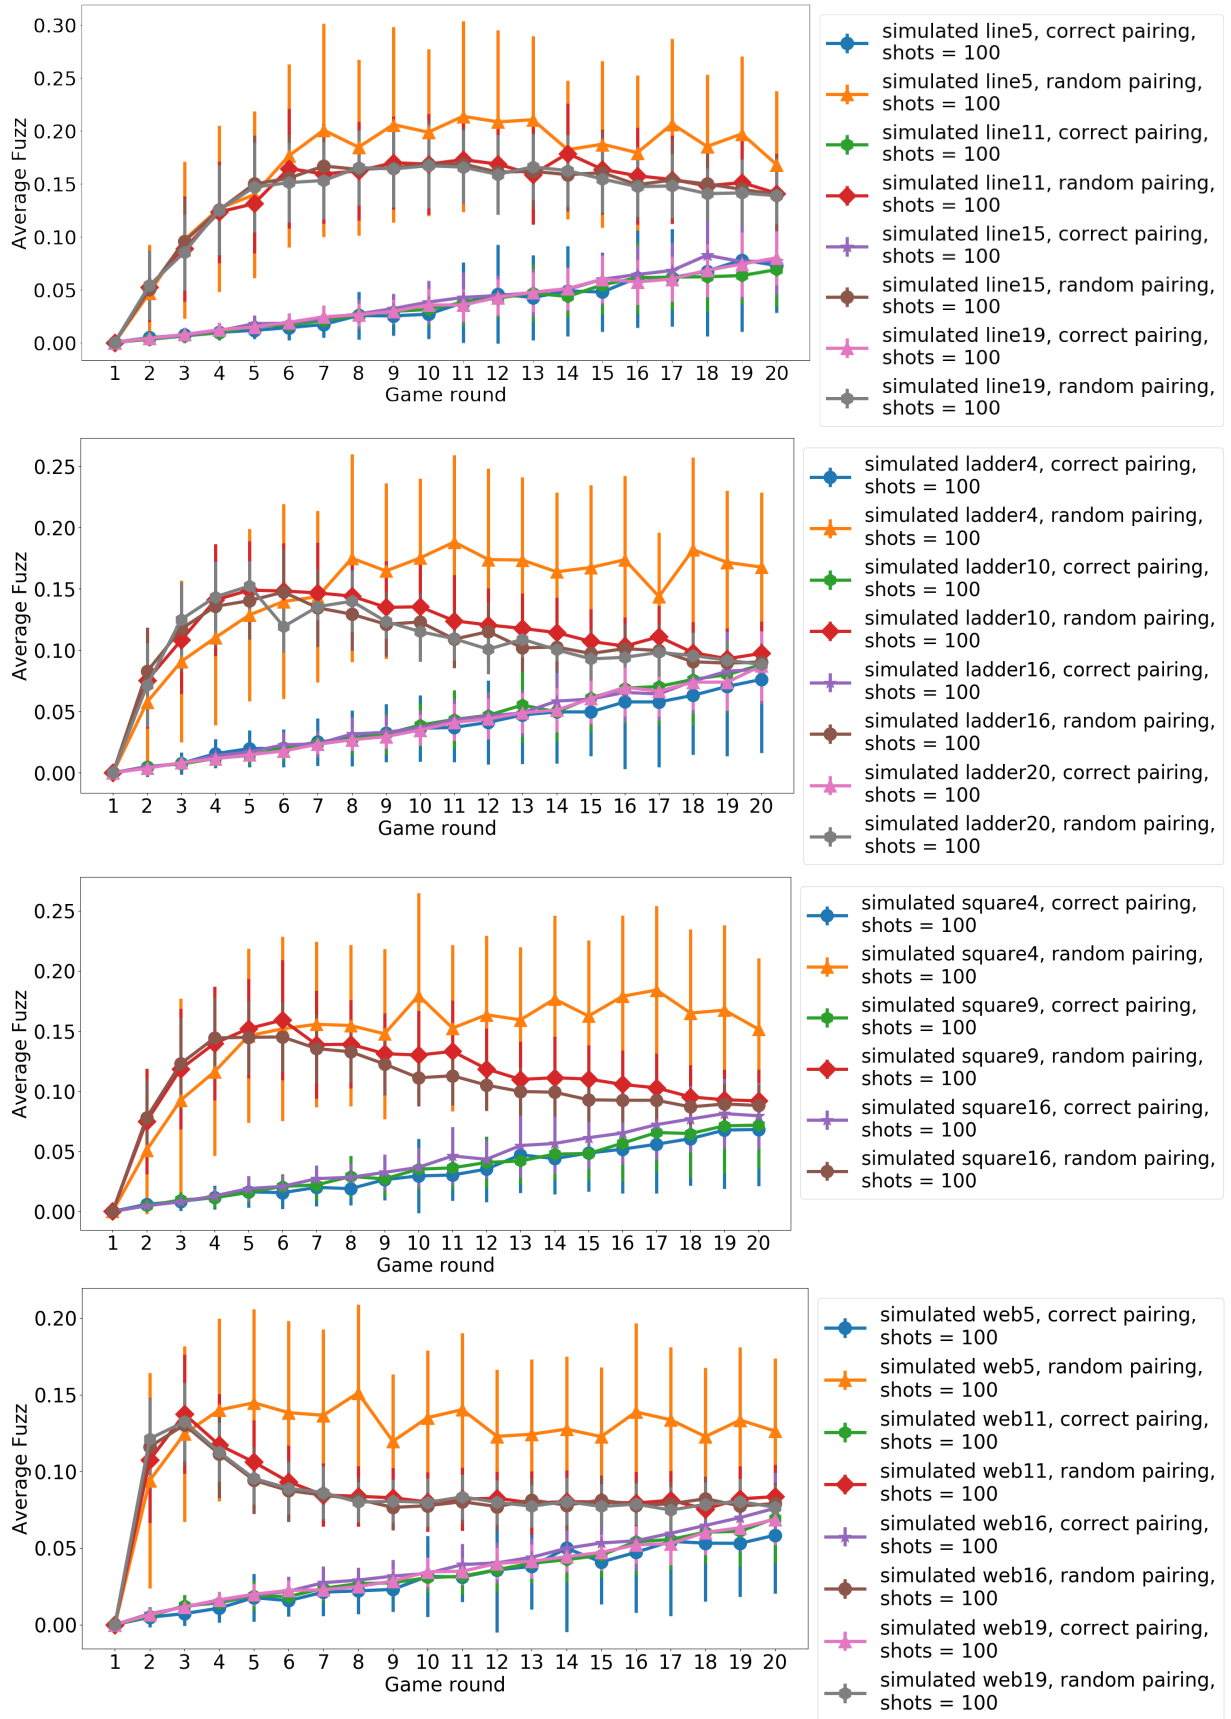 0.30
0.25
0.20
0.15
0.10
0.05
0.00
Average Fuzz
1 2 3 4 5 6 7 8 9 10 11 12 13 14 15 16 17 18 19 20
Game round
simulated line5, correct pairing,
shots = 100
simulated line5, random pairing,
shots = 100
simulated line11, correct pairing,
shots = 100
simulated line11, random pairing,
shots = 100
simulated line15, correct pairing,
shots = 100
simulated line15, random pairing,
shots = 100
simulated line19, correct pairing,
shots = 100
simulated line19, random pairing,
shots = 100
0.25
0.20
0.15
0.10
0.05
0.00
Average Fuzz
1 2 3 4 5 6 7 8 9 10 11 12 13 14 15 16 17 18 19 20
Game round
simulated ladder4, correct pairing,
shots = 100
simulated ladder4, random pairing,
shots = 100
simulated ladder10, correct pairing,
shots = 100
simulated ladder10, random pairing,
shots = 100
simulated ladder16, correct pairing,
shots = 100
simulated ladder16, random pairing,
shots = 100
simulated ladder20, correct pairing,
shots = 100
simulated ladder20, random pairing,
shots = 100
0.25
0.20
0.15
0.10
0.05
0.00
Average Fuzz
1 2 3 4 5 6 7 8 9 10 11 12 13 14 15 16 17 18 19 20
Game round
simulated square4, correct pairing,
shots = 100
simulated square4, random pairing,
shots = 100
simulated square9, correct pairing,
shots = 100
simulated square9, random pairing,
shots = 100
simulated square16, correct pairing,
shots = 100
simulated square16, random pairing,
shots = 100
0.20
0.15
0.10
0.05
0.00
Average Fuzz
1 2 3 4 5 6 7 8 9 10 11 12 13 14 15 16 17 18 19 20
Game round
simulated web5, correct pairing,
shots = 100
simulated web5, random pairing,
shots = 100
simulated web11, correct pairing,
shots = 100
simulated web11, random pairing,
shots = 100
simulated web16, correct pairing,
shots = 100
simulated web16, random pairing,
shots = 100
simulated web19, correct pairing,
shots = 100
simulated web19, random pairing,
shots = 100